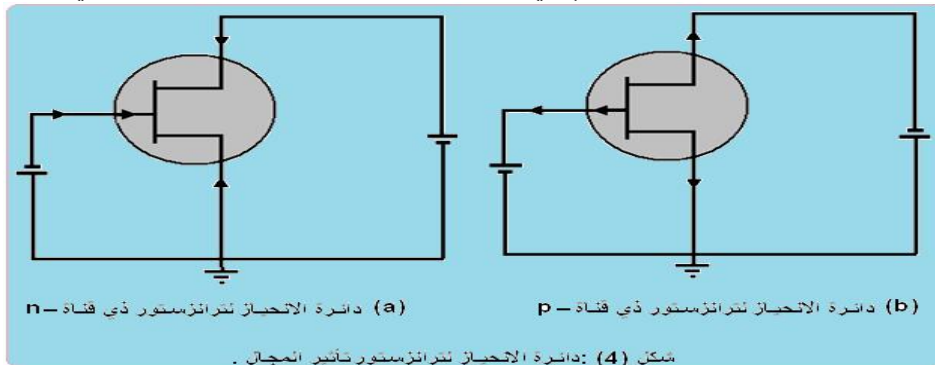 (a) دائرة الانحياز لترانزستور ذي قناة – n
(b) دائرة الانحياز لترانزستور ذي قناة – p
شكل (4) :دائرة الانحياز لترانزستور تأثير المجال .